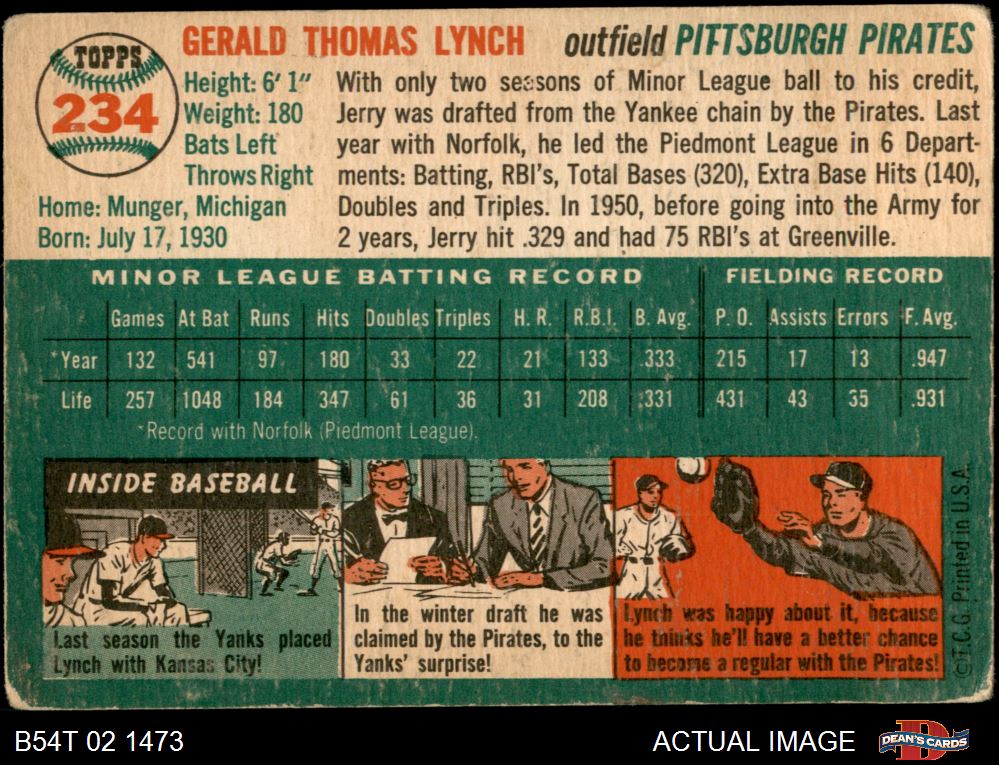 TOPPS
234
GERALD THOMAS LYNCH outfield PITTSBURGH PIRATES
Height: 6' 1"
Weight: 180
Bats Left
Throws Right
Home: Munger, Michigan
Born: July 17, 1930
With only two seasons of Minor League ball to his credit,
Jerry was drafted from the Yankee chain by the Pirates. Last
year with Norfolk, he led the Piedmont League in 6 Depart-
ments: Batting, RBI's, Total Bases (320), Extra Base Hits (140),
Doubles and Triples. In 1950, before going into the Army for
2 years, Jerry hit .329 and had 75 RBI's at Greenville.
MINOR LEAGUE BATTING RECORD FIELDING RECORD
Games At Bat Runs Hits Doubles Triples H. R. R.B.I. B. Avg. P. O. Assists Errors F. Avg.
*Year 132 541 97 180 33 22 21 133 .333 215 17 13 .947
Life 257 1048 184 347 61 36 31 208 .331 431 43 35 .931
*Record with Norfolk (Piedmont League).
INSIDE BASEBALL
Last season the Yanks placed
Lynch with Kansas City!
In the winter draft he was
claimed by the Pirates, to the
Yanks' surprise!
Lynch was happy about it, because
he thinks he'll have a better chance
to become a regular with the Pirates!
©T.C.G. Printed in U.S.A.
B54T 02 1473
ACTUAL IMAGE
DEAN'S CARDS